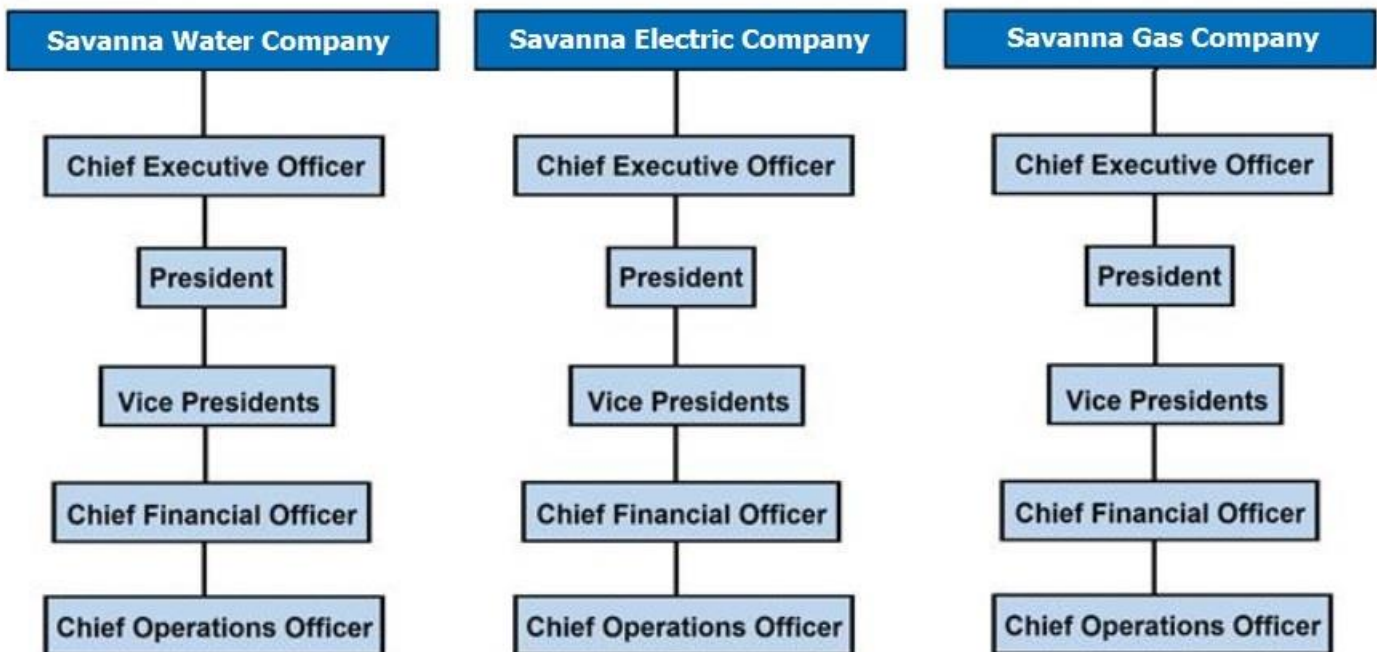 Savanna Water Company
Chief Executive Officer
President
Vice Presidents
Chief Financial Officer
Chief Operations Officer
Savanna Electric Company
Chief Executive Officer
President
Vice Presidents
Chief Financial Officer
Chief Operations Officer
Savanna Gas Company
Chief Executive Officer
President
Vice Presidents
Chief Financial Officer
Chief Operations Officer